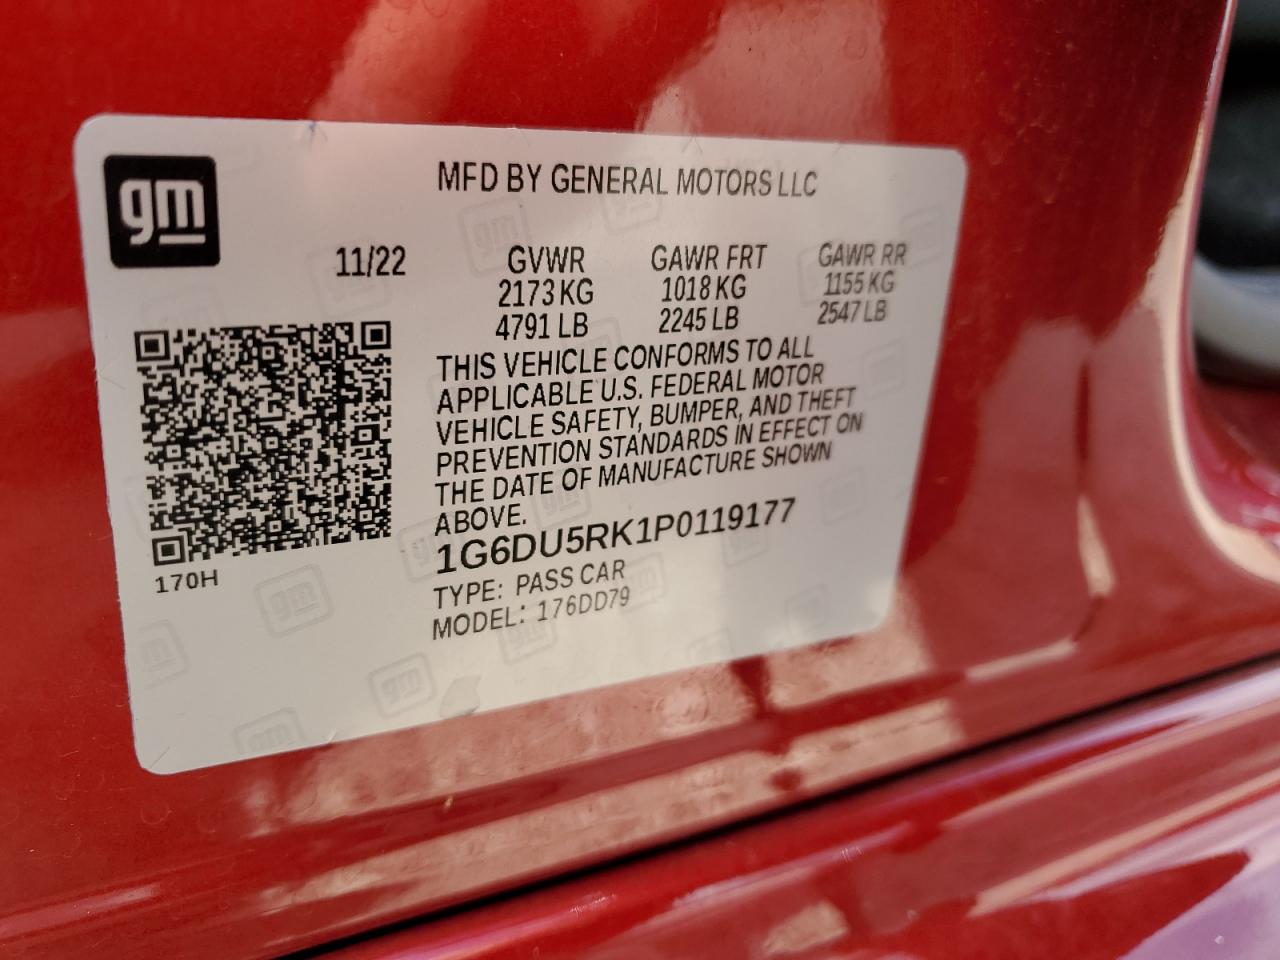 gm
MFD BY GENERAL MOTORS LLC
11/22 GVWR GAWR FRT GAWR RR
2173 KG 1018 KG 1155 KG
4791 LB 2245 LB 2547 LB
THIS VEHICLE CONFORMS TO ALL
APPLICABLE U.S. FEDERAL MOTOR
VEHICLE SAFETY, BUMPER, AND THEFT
PREVENTION STANDARDS IN EFFECT ON
THE DATE OF MANUFACTURE SHOWN
ABOVE.
1G6DU5RK1P0119177
170H
TYPE: PASS CAR
MODEL: 176DD79